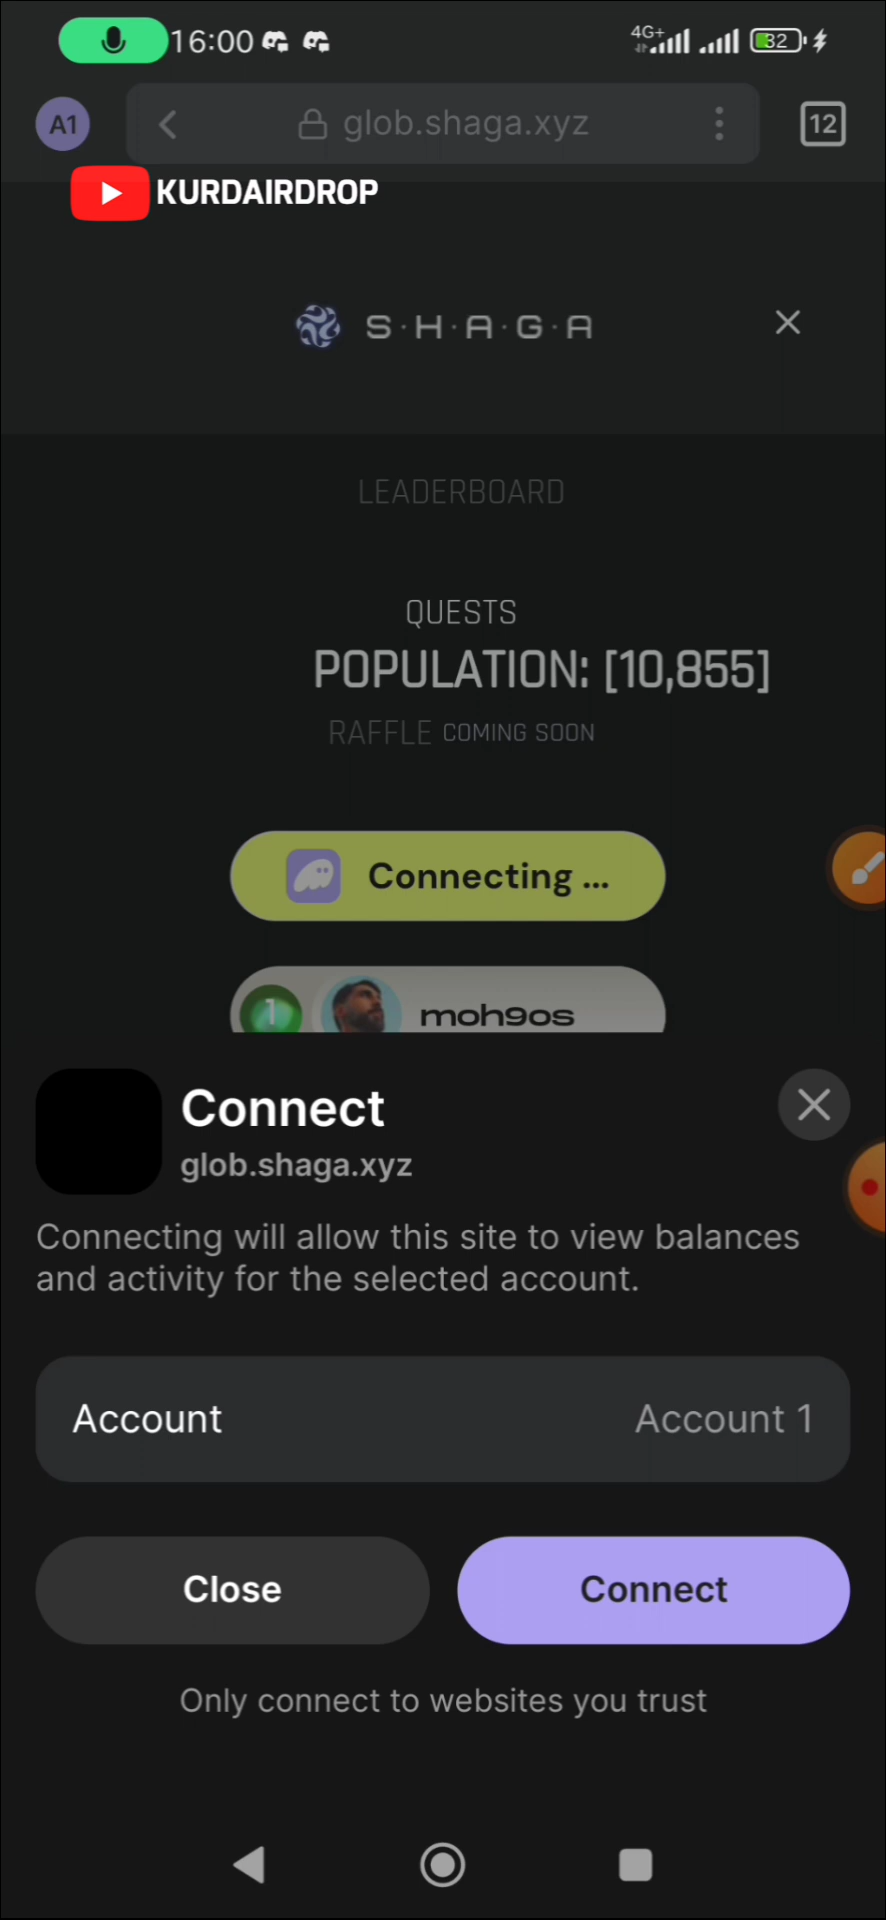 16:00
4G+
32
A1
glob.shaga.xyz
12
KURDAIRDROP
S·H·A·G·A
LEADERBOARD
QUESTS
POPULATION: [10,855]
RAFFLE COMING SOON
Connecting ...
1
moh9os
Connect
glob.shaga.xyz
Connecting will allow this site to view balances
and activity for the selected account.
Account
Account 1
Close
Connect
Only connect to websites you trust